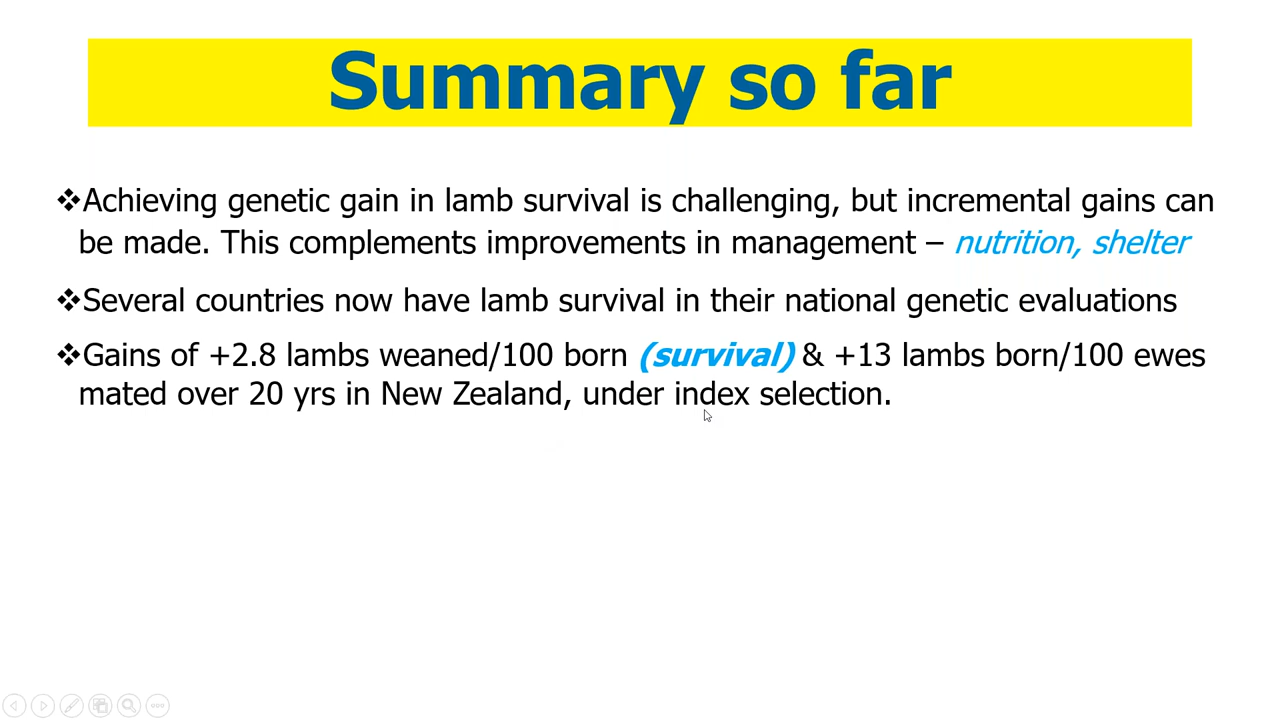 Summary so far
❖Achieving genetic gain in lamb survival is challenging, but incremental gains can
be made. This complements improvements in management – nutrition, shelter
❖Several countries now have lamb survival in their national genetic evaluations
❖Gains of +2.8 lambs weaned/100 born (survival) & +13 lambs born/100 ewes
mated over 20 yrs in New Zealand, under index selection.